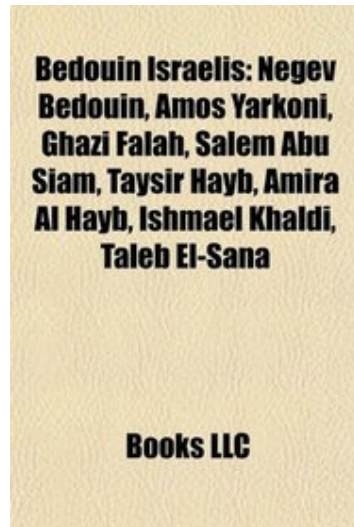 Bedouin Israelis: Negev
Bedouin, Amos Yarkoni,
Ghazi Falah, Salem Abu
Siam, Taysir Hayb, Amira
Al Hayb, Ishmael Khaldi,
Taleb El-Sana
Books LLC